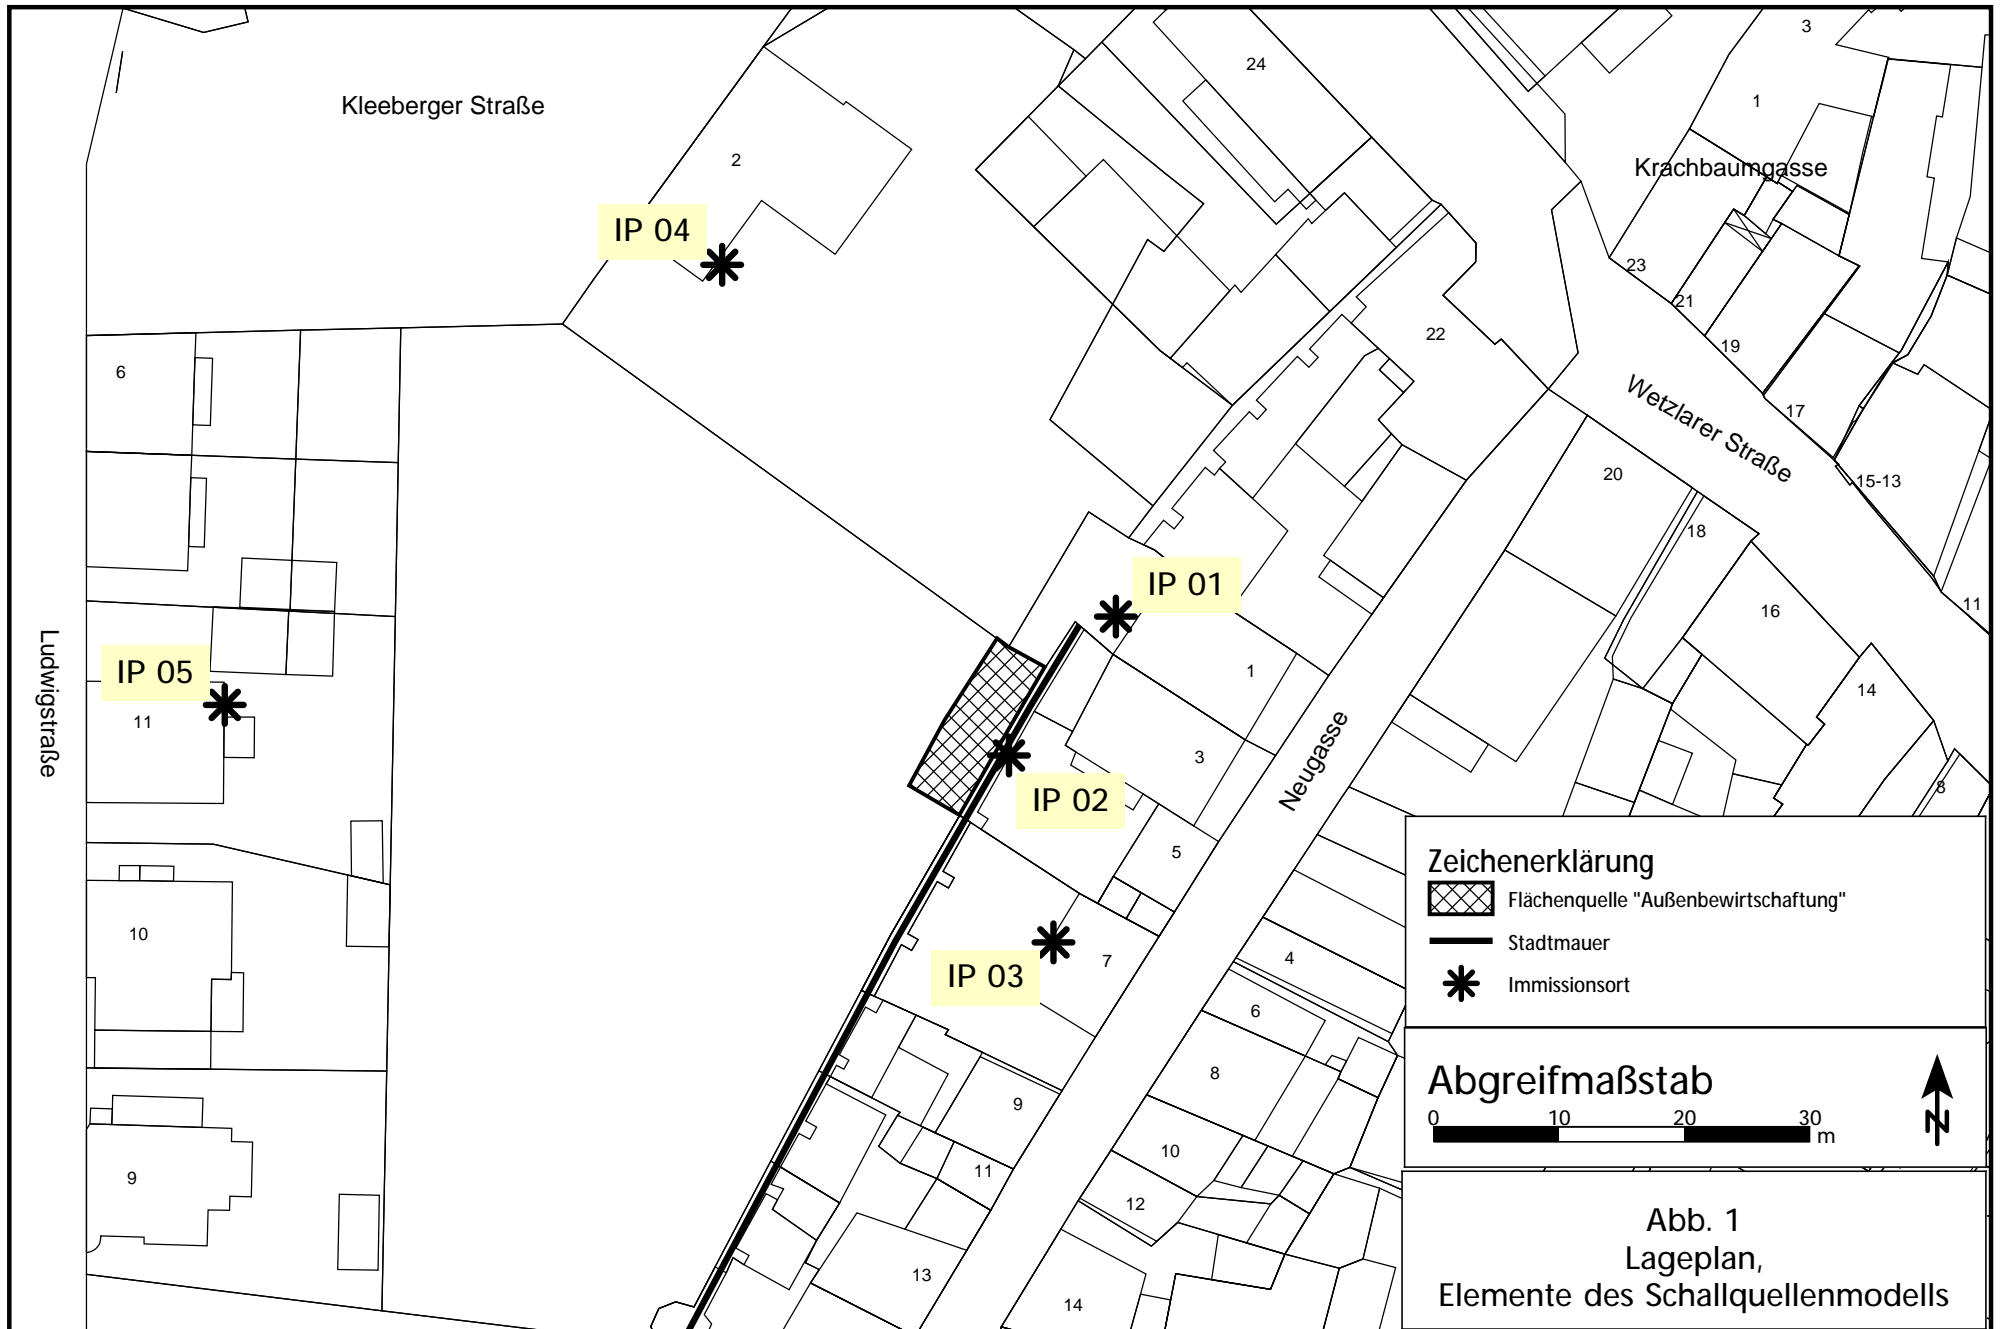 Kleeberger Straße
24
3
1
2
Krachbaumgasse
IP 04
23
21
19
22
17
Wetzlarer Straße
6
20
15-13
18
11
16
IP 01
Ludwigstraße
IP 05
11
1
14
3
Neugasse
IP 02
8
5
10
IP 03
7
4
6
8
9
10
11
12
9
13
14
Zeichenerklärung
Flächenquelle "Außenbewirtschaftung"
Stadtmauer
Immissionsort
Abgreifmaßstab
0 10 20 30
m
N
Abb. 1
Lageplan,
Elemente des Schallquellenmodells